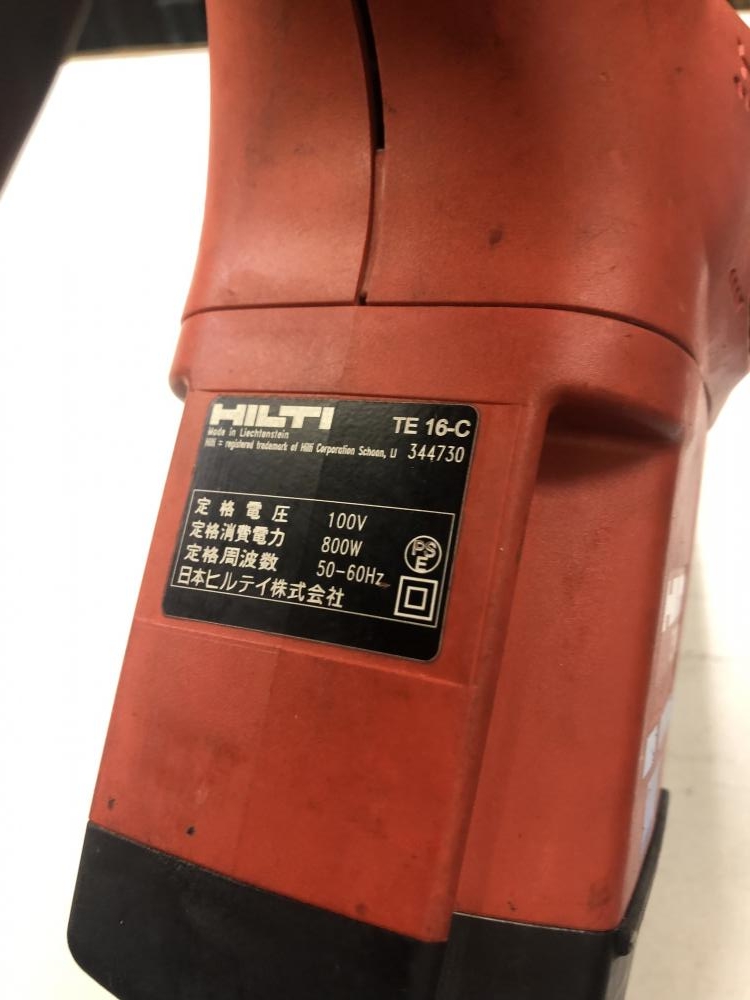 HILTI TE 16-C
Made in Liechtenstein
Hilti = registered trademark of Hilti Corporation Schaan, LI 344730
定格電圧 100V
定格消費電力 800W
定格周波数 50-60Hz
日本ヒルテイ株式会社
PS
E